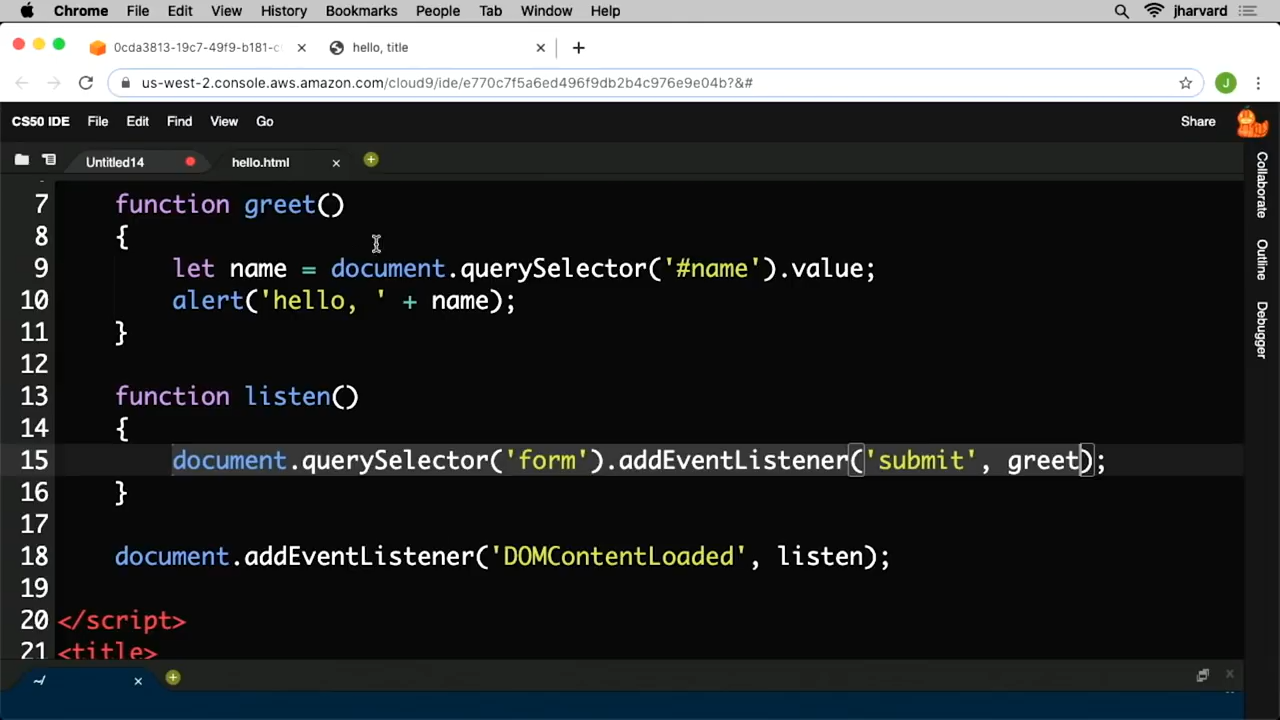 Chrome File Edit View History Bookmarks People Tab Window Help jharvard
0cda3813-19c7-49f9-b181-c hello, title
us-west-2.console.aws.amazon.com/cloud9/ide/e770c7f5a6ed496f9db2b4c976e9e04b?&#
J
CS50 IDE File Edit Find View Go Share
Untitled14 hello.html
Collaborate
Outline
Debugger
7 function greet()
8 {
9 let name = document.querySelector('#name').value;
10 alert('hello, ' + name);
11 }
12
13 function listen()
14 {
15 document.querySelector('form').addEventListener('submit', greet);
16 }
17
18 document.addEventListener('DOMContentLoaded', listen);
19
20 </script>
21 <title>
~/